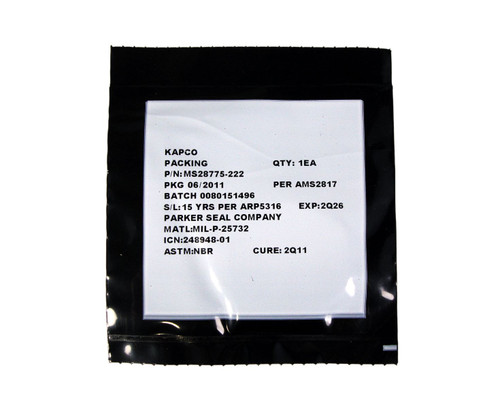 KAPCO
PACKING QTY: 1EA
P/N:MS28775-222
PKG 06/2011 PER AMS2817
BATCH 0080151496
S/L:15 YRS PER ARP5316 EXP:2Q26
PARKER SEAL COMPANY
MATL:MIL-P-25732
ICN:248948-01
ASTM:NBR CURE: 2Q11